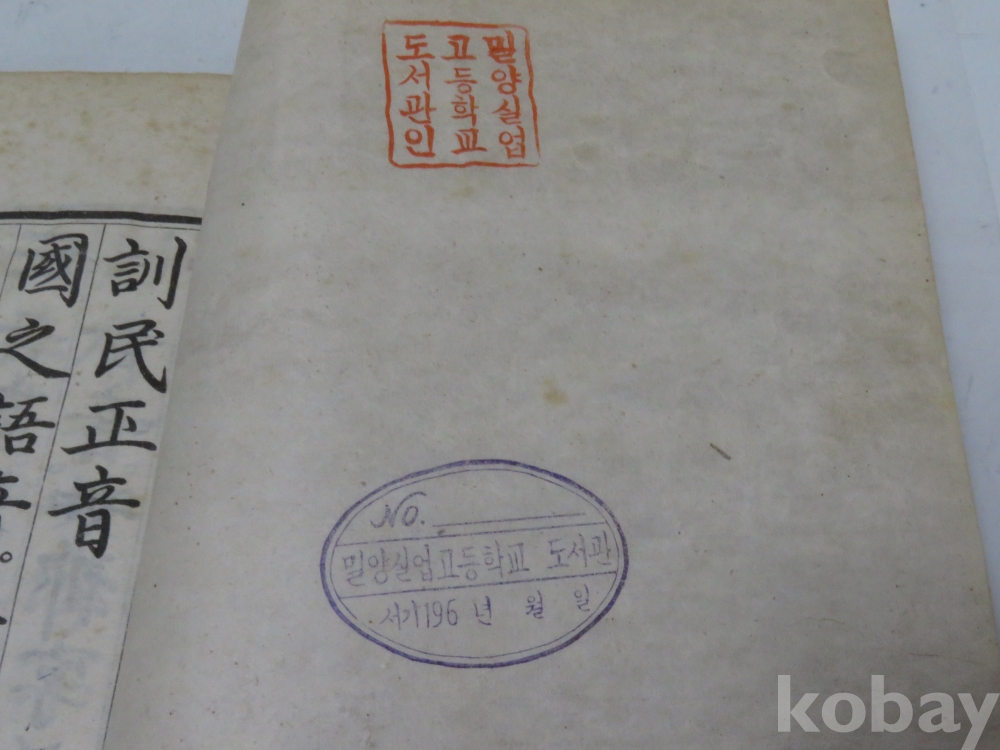 밀양실업
고등학교
도서관인
訓民正音
國之語音。
No.
밀양실업고등학교 도서관
서기196 년 월 일
kobay